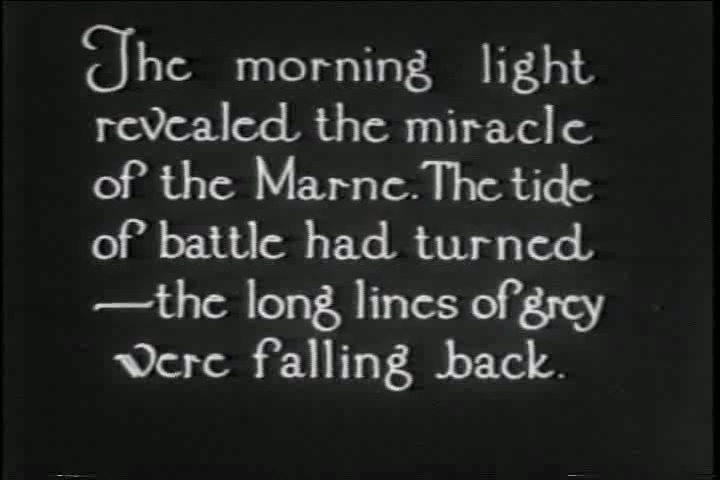 The morning light
revealed the miracle
of the Marne. The tide
of battle had turned
—the long lines of grey
were falling back.